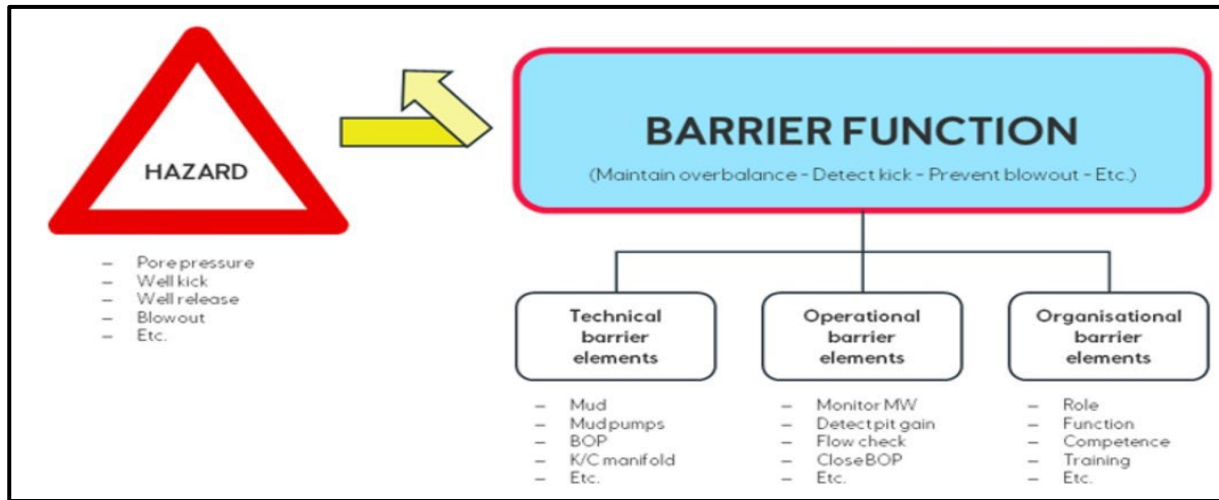 HAZARD
– Pore pressure
– Well kick
– Well release
– Blowout
– Etc.
BARRIER FUNCTION
(Maintain overbalance - Detect kick - Prevent blowout - Etc.)
Technical
barrier
elements
– Mud
– Mud pumps
– BOP
– K/C manifold
– Etc.
Operational
barrier
elements
– Monitor MW
– Detect pit gain
– Flow check
– Close BOP
– Etc.
Organisational
barrier
elements
– Role
– Function
– Competence
– Training
– Etc.